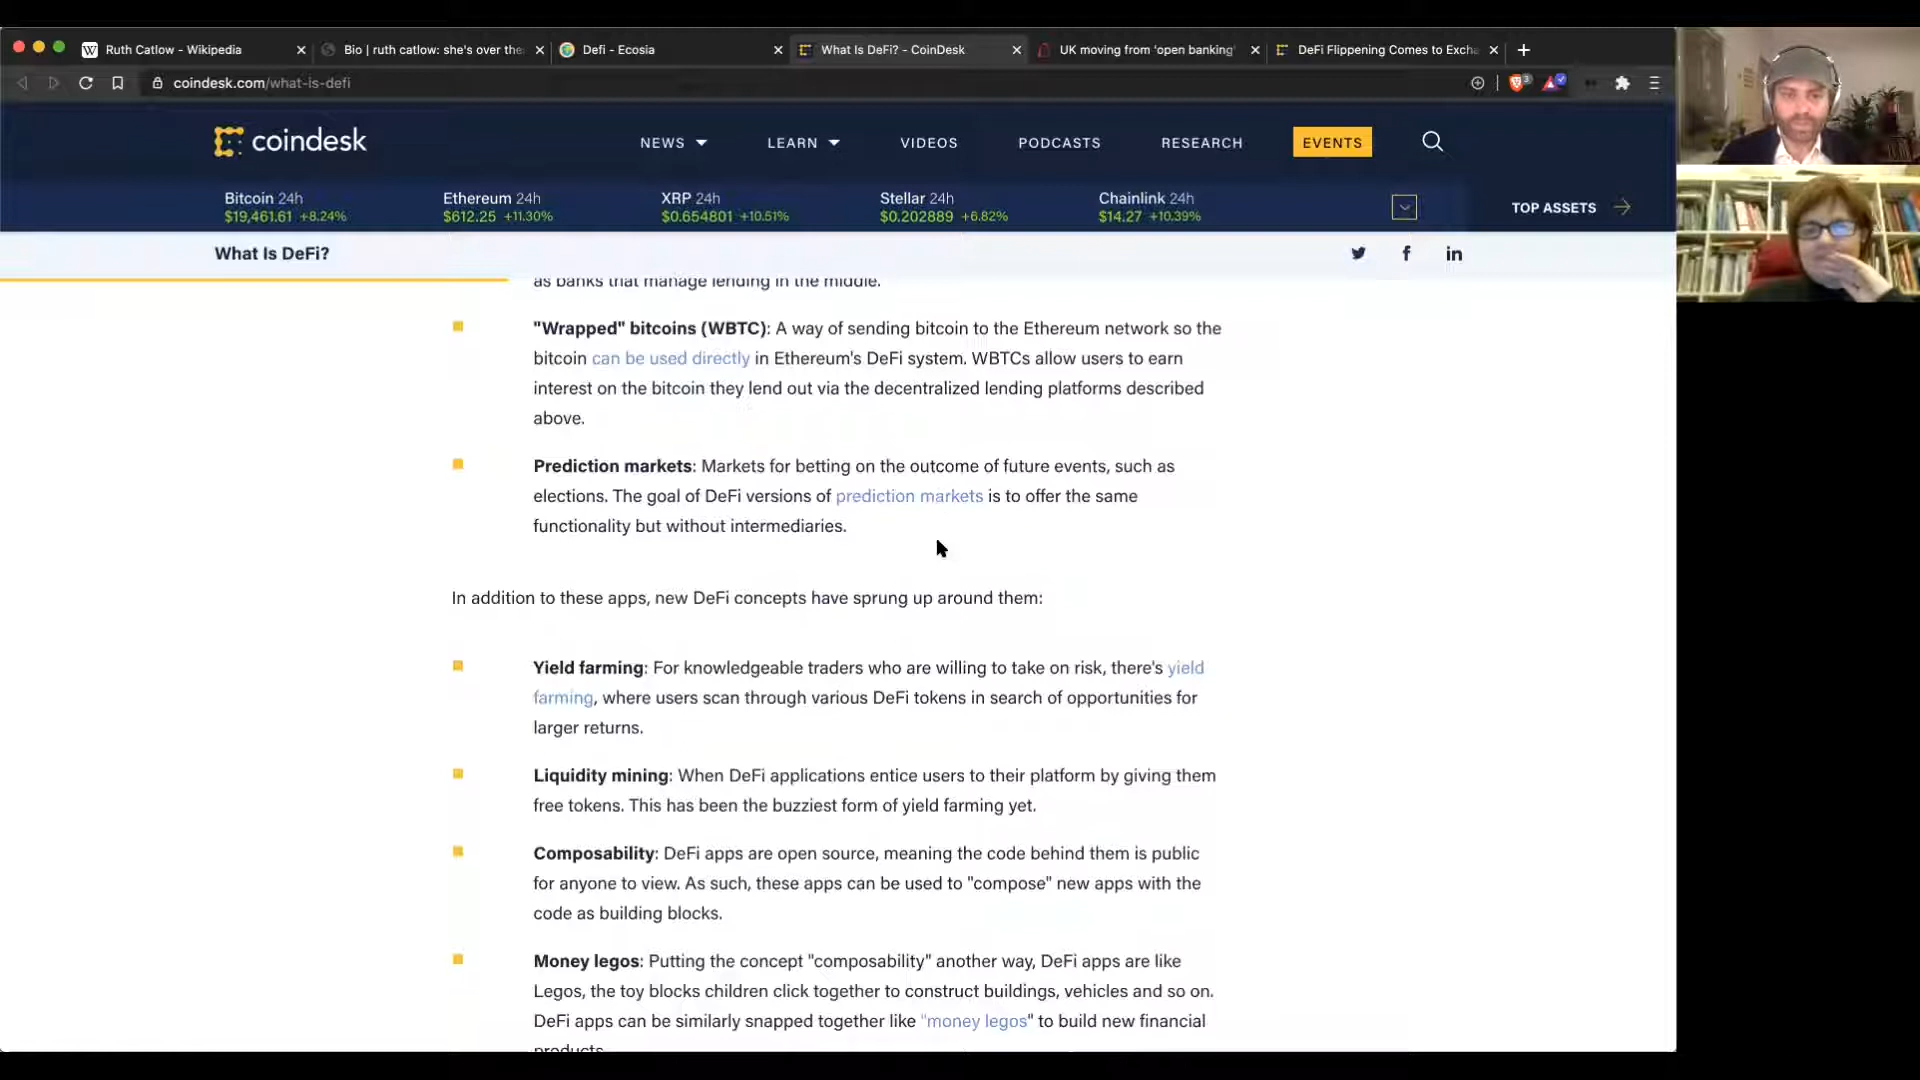 Ruth Catlow - Wikipedia
Bio | ruth catlow: she's over the
Defi - Ecosia
What Is DeFi? - CoinDesk
UK moving from 'open banking'
DeFi Flippening Comes to Excha
coindesk.com/what-is-defi
3
coindesk
NEWS
LEARN
VIDEOS
PODCASTS
RESEARCH
EVENTS
Bitcoin 24h
$19,461.61 +8.24%
Ethereum 24h
$612.25 +11.30%
XRP 24h
$0.654801 +10.51%
Stellar 24h
$0.202889 +6.82%
Chainlink 24h
$14.27 +10.39%
TOP ASSETS
What Is DeFi?
as banks that manage lending in the middle.
"Wrapped" bitcoins (WBTC): A way of sending bitcoin to the Ethereum network so the
bitcoin can be used directly in Ethereum's DeFi system. WBTCs allow users to earn
interest on the bitcoin they lend out via the decentralized lending platforms described
above.
Prediction markets: Markets for betting on the outcome of future events, such as
elections. The goal of DeFi versions of prediction markets is to offer the same
functionality but without intermediaries.
In addition to these apps, new DeFi concepts have sprung up around them:
Yield farming: For knowledgeable traders who are willing to take on risk, there's yield
farming, where users scan through various DeFi tokens in search of opportunities for
larger returns.
Liquidity mining: When DeFi applications entice users to their platform by giving them
free tokens. This has been the buzziest form of yield farming yet.
Composability: DeFi apps are open source, meaning the code behind them is public
for anyone to view. As such, these apps can be used to "compose" new apps with the
code as building blocks.
Money legos: Putting the concept "composability" another way, DeFi apps are like
Legos, the toy blocks children click together to construct buildings, vehicles and so on.
DeFi apps can be similarly snapped together like "money legos" to build new financial
products.